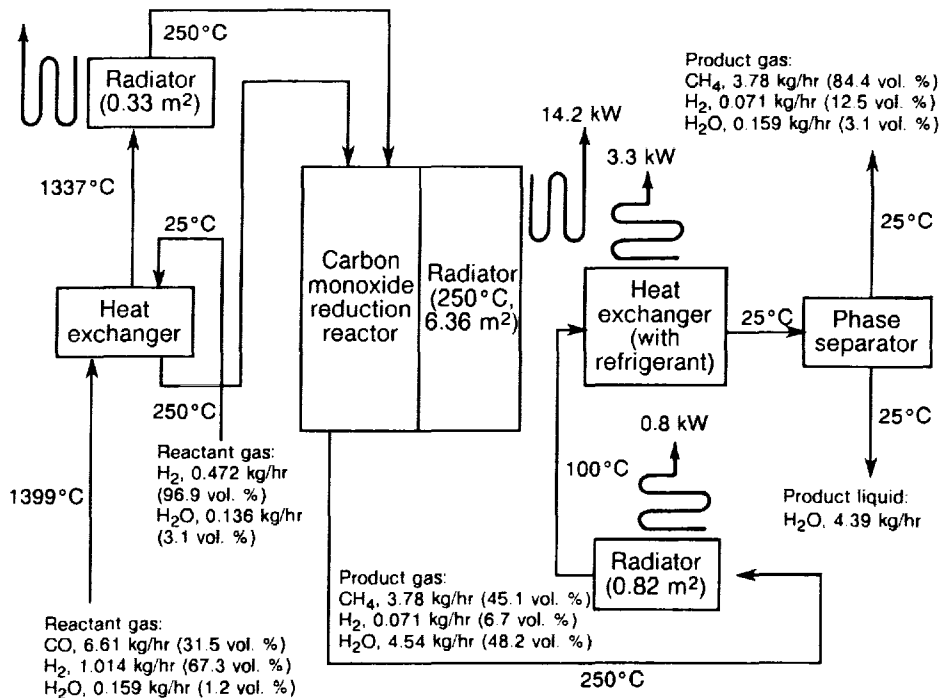 250°C
Radiator
(0.33 m²)
1337°C
25°C
Heat
exchanger
250°C
1399°C
Reactant gas:
H₂, 0.472 kg/hr
(96.9 vol. %)
H₂O, 0.136 kg/hr
(3.1 vol. %)
Reactant gas:
CO, 6.61 kg/hr (31.5 vol. %)
H₂, 1.014 kg/hr (67.3 vol. %)
H₂O, 0.159 kg/hr (1.2 vol. %)
Carbon
monoxide
reduction
reactor
Radiator
(250°C,
6.36 m²)
14.2 kW
3.3 kW
Heat
exchanger
(with
refrigerant)
100°C
0.8 kW
Radiator
(0.82 m²)
Product gas:
CH₄, 3.78 kg/hr (45.1 vol. %)
H₂, 0.071 kg/hr (6.7 vol. %)
H₂O, 4.54 kg/hr (48.2 vol. %)
250°C
25°C
Phase
separator
Product gas:
CH₄, 3.78 kg/hr (84.4 vol. %)
H₂, 0.071 kg/hr (12.5 vol. %)
H₂O, 0.159 kg/hr (3.1 vol. %)
25°C
25°C
Product liquid:
H₂O, 4.39 kg/hr